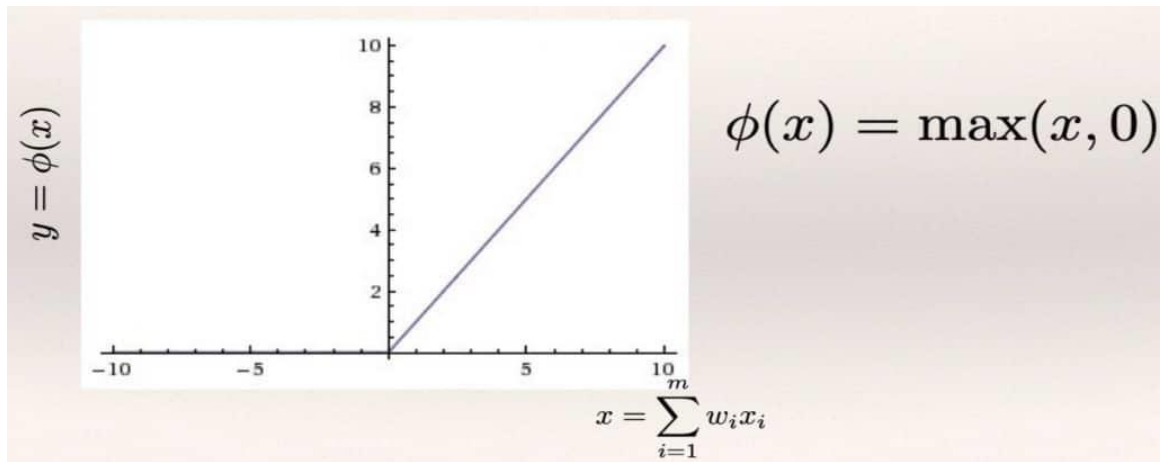 y = ϕ(x)
10
8
6
4
2
−10 −5 5 10
ϕ(x) = max(x, 0)
x = ∑_{i=1}^{m} w_i x_i